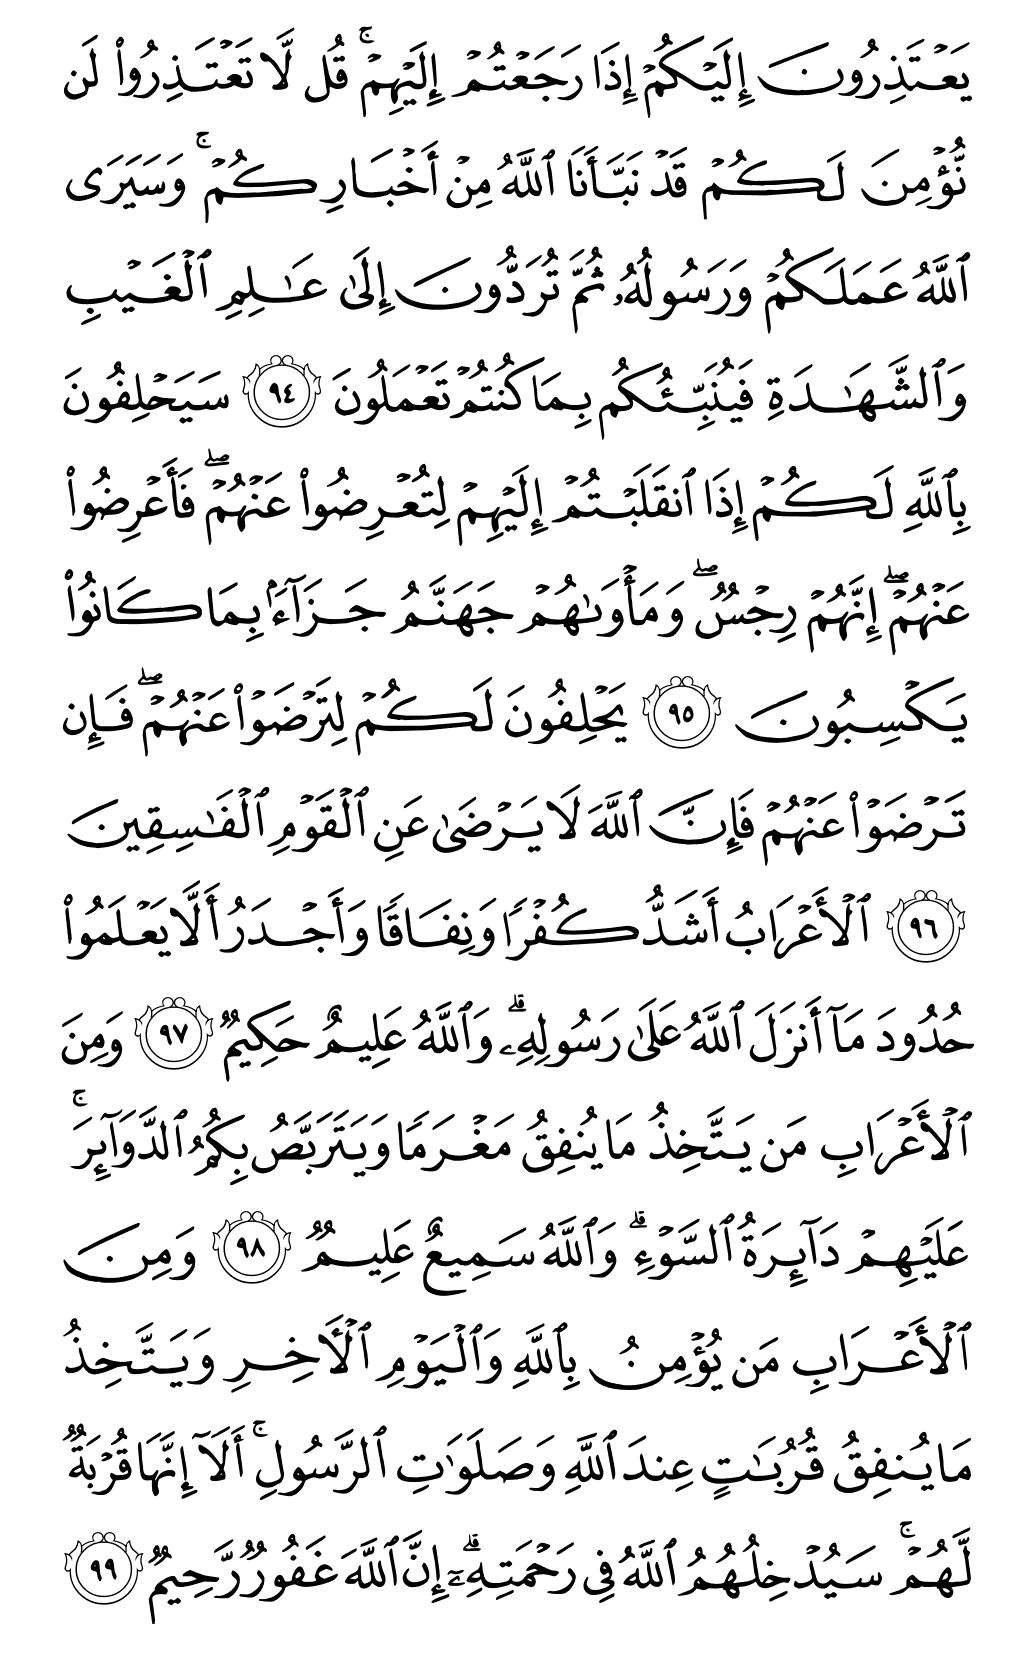 يَعْتَذِرُونَ إِلَيْكُمْ إِذَا رَجَعْتُمْ إِلَيْهِمْ ۚ قُل لَّا تَعْتَذِرُوا۟ لَن
نُّؤْمِنَ لَكُمْ قَدْ نَبَّأَنَا ٱللَّهُ مِنْ أَخْبَارِكُمْ ۚ وَسَيَرَى
ٱللَّهُ عَمَلَكُمْ وَرَسُولُهُۥ ثُمَّ تُرَدُّونَ إِلَىٰ عَـٰلِمِ ٱلْغَيْبِ
وَٱلشَّهَـٰدَةِ فَيُنَبِّئُكُم بِمَا كُنتُمْ تَعْمَلُونَ ٩٤ سَيَحْلِفُونَ
بِٱللَّهِ لَكُمْ إِذَا ٱنقَلَبْتُمْ إِلَيْهِمْ لِتُعْرِضُوا۟ عَنْهُمْ ۖ فَأَعْرِضُوا۟
عَنْهُمْ ۖ إِنَّهُمْ رِجْسٌ ۖ وَمَأْوَىٰهُمْ جَهَنَّمُ جَزَآءًۢ بِمَا كَانُوا۟
يَكْسِبُونَ ٩٥ يَحْلِفُونَ لَكُمْ لِتَرْضَوْا۟ عَنْهُمْ ۖ فَإِن
تَرْضَوْا۟ عَنْهُمْ فَإِنَّ ٱللَّهَ لَا يَرْضَىٰ عَنِ ٱلْقَوْمِ ٱلْفَـٰسِقِينَ
٩٦ ٱلْأَعْرَابُ أَشَدُّ كُفْرًا وَنِفَاقًا وَأَجْدَرُ أَلَّا يَعْلَمُوا۟
حُدُودَ مَآ أَنزَلَ ٱللَّهُ عَلَىٰ رَسُولِهِۦ ۗ وَٱللَّهُ عَلِيمٌ حَكِيمٌ ٩٧ وَمِنَ
ٱلْأَعْرَابِ مَن يَتَّخِذُ مَا يُنفِقُ مَغْرَمًا وَيَتَرَبَّصُ بِكُمُ ٱلدَّوَآئِرَ ۚ
عَلَيْهِمْ دَآئِرَةُ ٱلسَّوْءِ ۗ وَٱللَّهُ سَمِيعٌ عَلِيمٌ ٩٨ وَمِنَ
ٱلْأَعْرَابِ مَن يُؤْمِنُ بِٱللَّهِ وَٱلْيَوْمِ ٱلْـَٔاخِرِ وَيَتَّخِذُ
مَا يُنفِقُ قُرُبَـٰتٍ عِندَ ٱللَّهِ وَصَلَوَٰتِ ٱلرَّسُولِ ۚ أَلَآ إِنَّهَا قُرْبَةٌ
لَّهُمْ ۚ سَيُدْخِلُهُمُ ٱللَّهُ فِى رَحْمَتِهِۦٓ ۗ إِنَّ ٱللَّهَ غَفُورٌ رَّحِيمٌ ٩٩